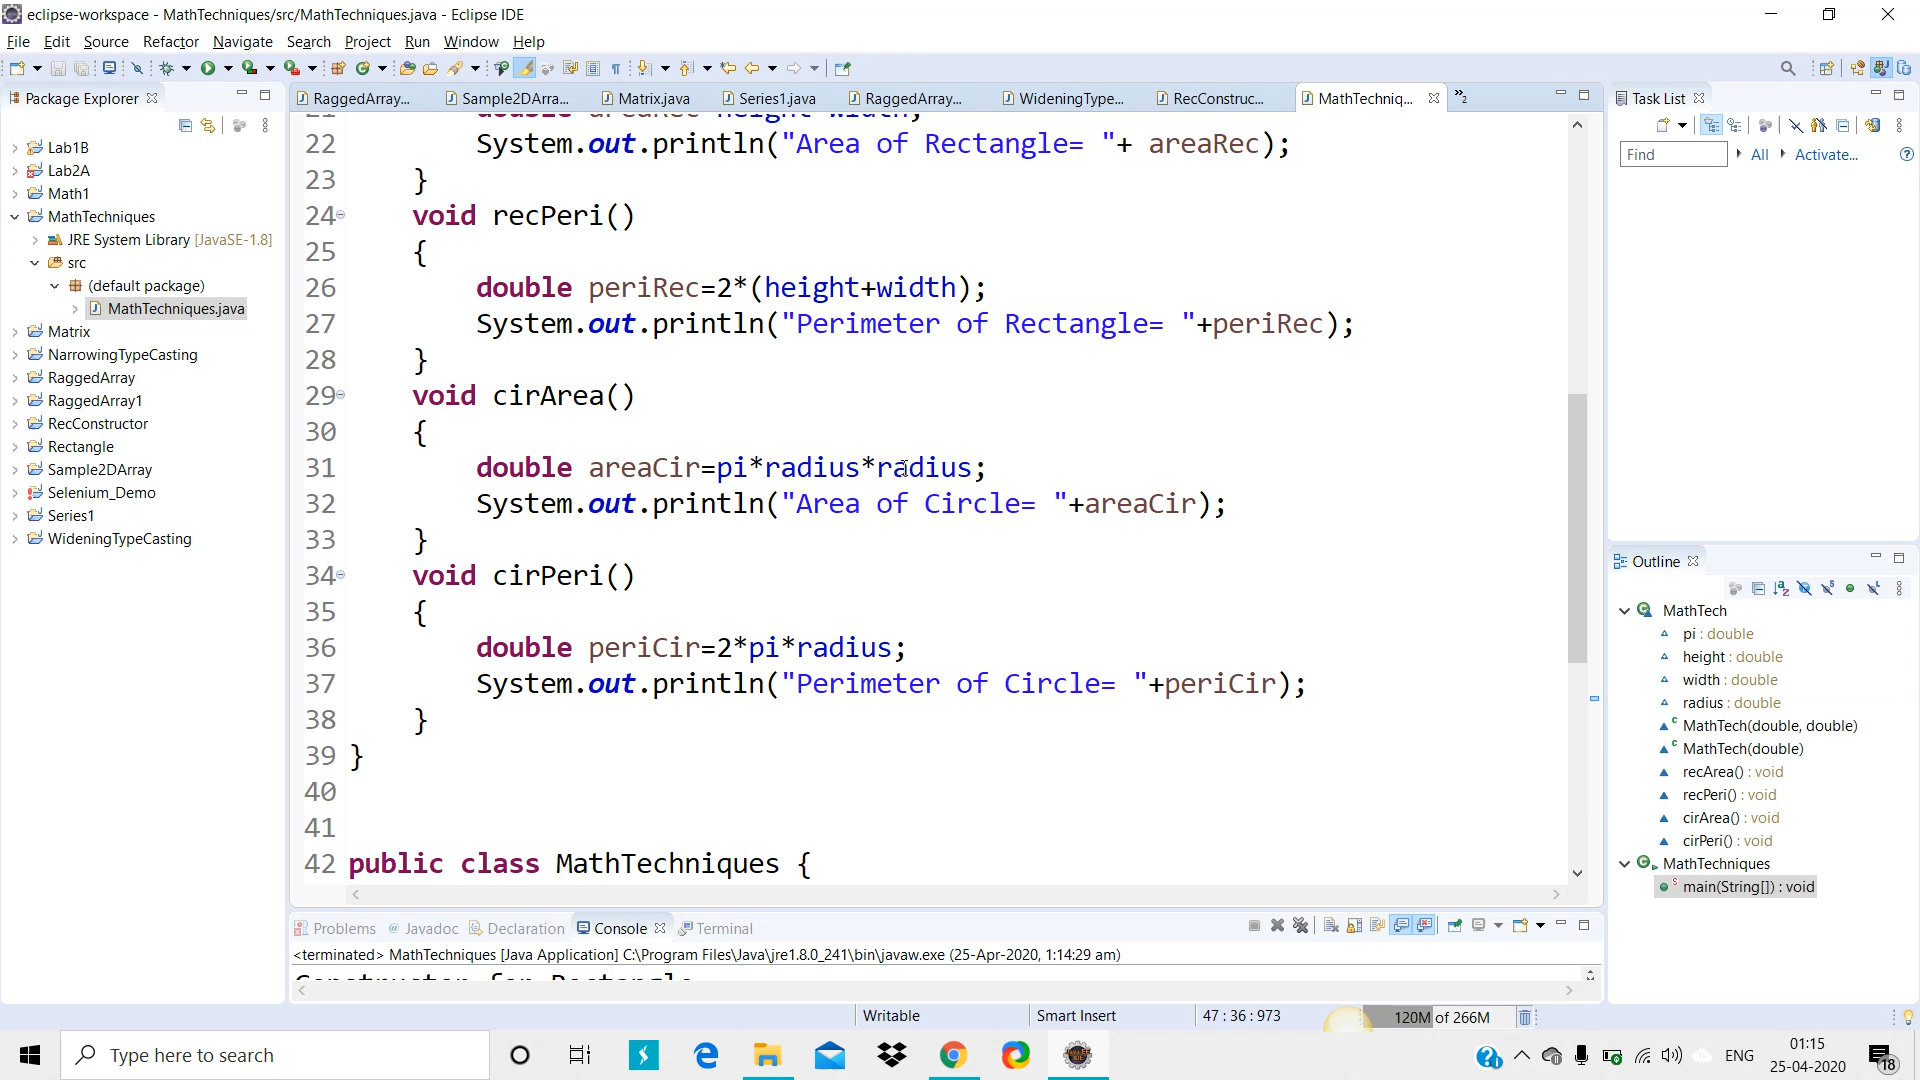 eclipse-workspace - MathTechniques/src/MathTechniques.java - Eclipse IDE
File Edit Source Refactor Navigate Search Project Run Window Help
Package Explorer
Lab1B
Lab2A
Math1
MathTechniques
JRE System Library [JavaSE-1.8]
src
(default package)
MathTechniques.java
Matrix
NarrowingTypeCasting
RaggedArray
RaggedArray1
RecConstructor
Rectangle
Sample2DArray
Selenium_Demo
Series1
WideningTypeCasting
RaggedArray... Sample2DArra... Matrix.java Series1.java RaggedArray... WideningType... RecConstruc... MathTechniq... »2
22 System.out.println("Area of Rectangle= "+ areaRec);
23 }
24 void recPeri()
25 {
26 double periRec=2*(height+width);
27 System.out.println("Perimeter of Rectangle= "+periRec);
28 }
29 void cirArea()
30 {
31 double areaCir=pi*radius*radius;
32 System.out.println("Area of Circle= "+areaCir);
33 }
34 void cirPeri()
35 {
36 double periCir=2*pi*radius;
37 System.out.println("Perimeter of Circle= "+periCir);
38 }
39 }
40
41
42 public class MathTechniques {
Problems Javadoc Declaration Console Terminal
<terminated> MathTechniques [Java Application] C:\Program Files\Java\jre1.8.0_241\bin\javaw.exe (25-Apr-2020, 1:14:29 am)
Constructor for Rectangle
Task List
Find All Activate...
Outline
MathTech
pi : double
height : double
width : double
radius : double
MathTech(double, double)
MathTech(double)
recArea() : void
recPeri() : void
cirArea() : void
cirPeri() : void
MathTechniques
main(String[]) : void
Writable Smart Insert 47 : 36 : 973 120M of 266M
Type here to search
ENG
01:15
25-04-2020
18